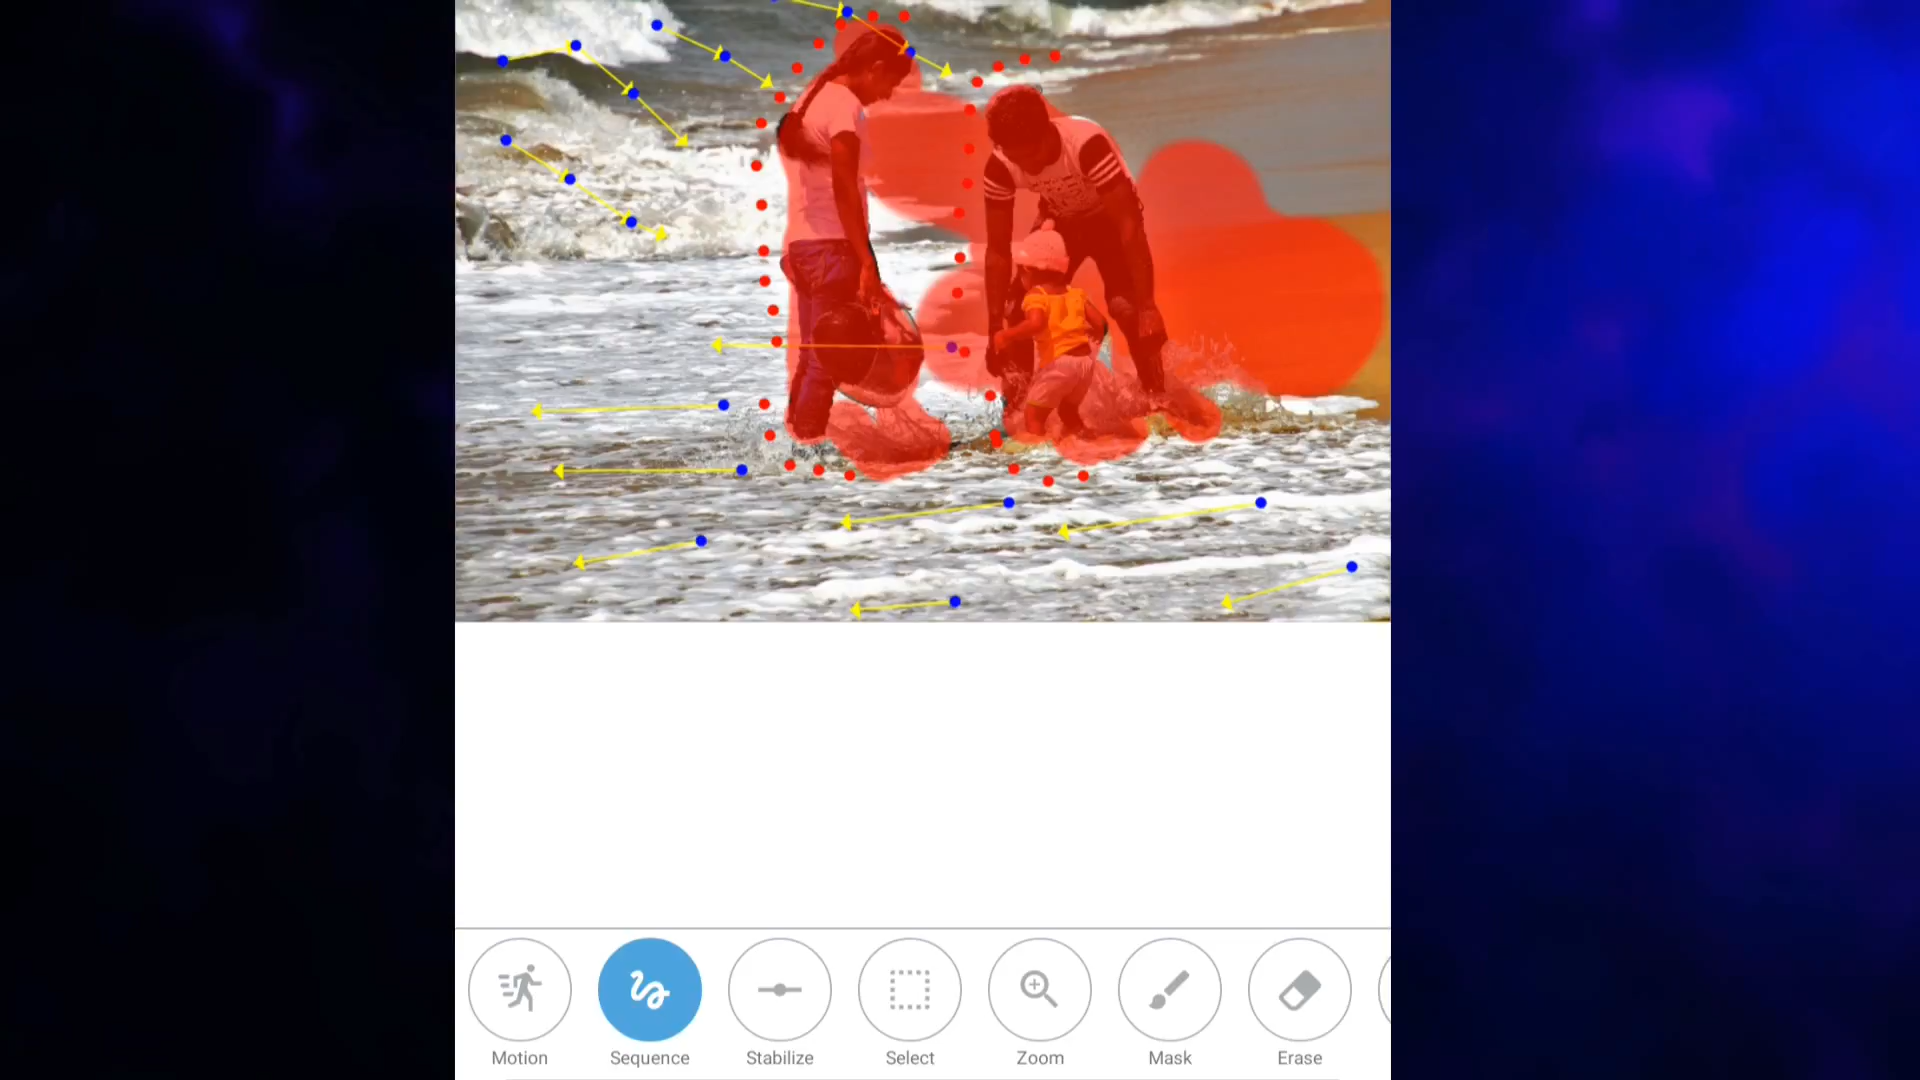 Motion
Sequence
Stabilize
Select
Zoom
Mask
Erase